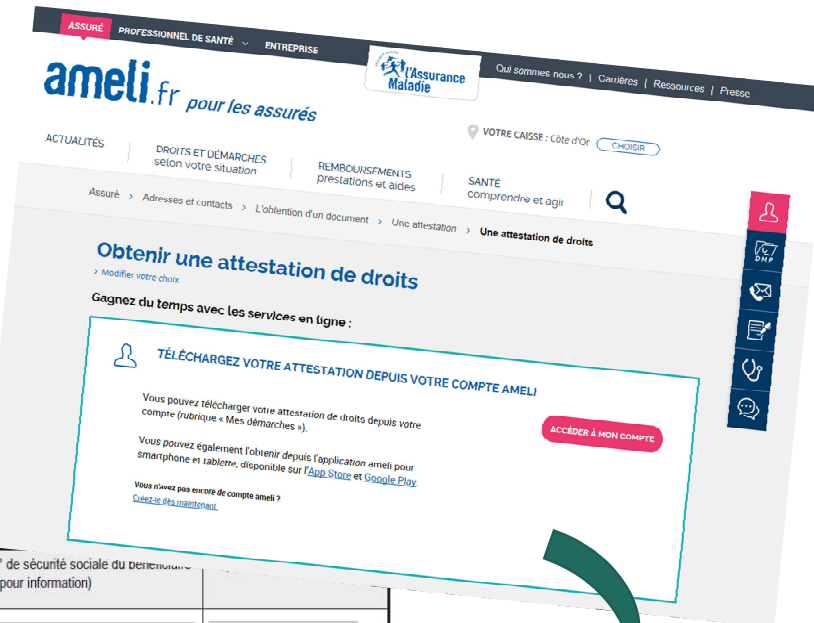 ASSURÉ PROFESSIONNEL DE SANTÉ ENTREPRISE
l'Assurance
Maladie
Qui sommes nous ? | Carrières | Ressources | Presse
ameli.fr pour les assurés
VOTRE CAISSE : Côte d'Or CHOISIR
ACTUALITÉS
DROITS ET DÉMARCHES
selon votre situation
REMBOURSEMENTS
prestations et aides
SANTÉ
comprendre et agir
Assuré > Adresses et contacts > L'obtention d'un document > Une attestation > Une attestation de droits
DMP
Obtenir une attestation de droits
> Modifier votre choix
Gagnez du temps avec les services en ligne :
TÉLÉCHARGEZ VOTRE ATTESTATION DEPUIS VOTRE COMPTE AMELI
Vous pouvez télécharger votre attestation de droits depuis votre
compte (rubrique « Mes démarches »).
ACCÉDER À MON COMPTE
Vous pouvez également l'obtenir depuis l'application ameli pour
smartphone et tablette, disponible sur l'App Store et Google Play.
Vous n'avez pas encore de compte ameli ?
Créez-le dès maintenant.
° de sécurité sociale du bénéficiaire
pour information)